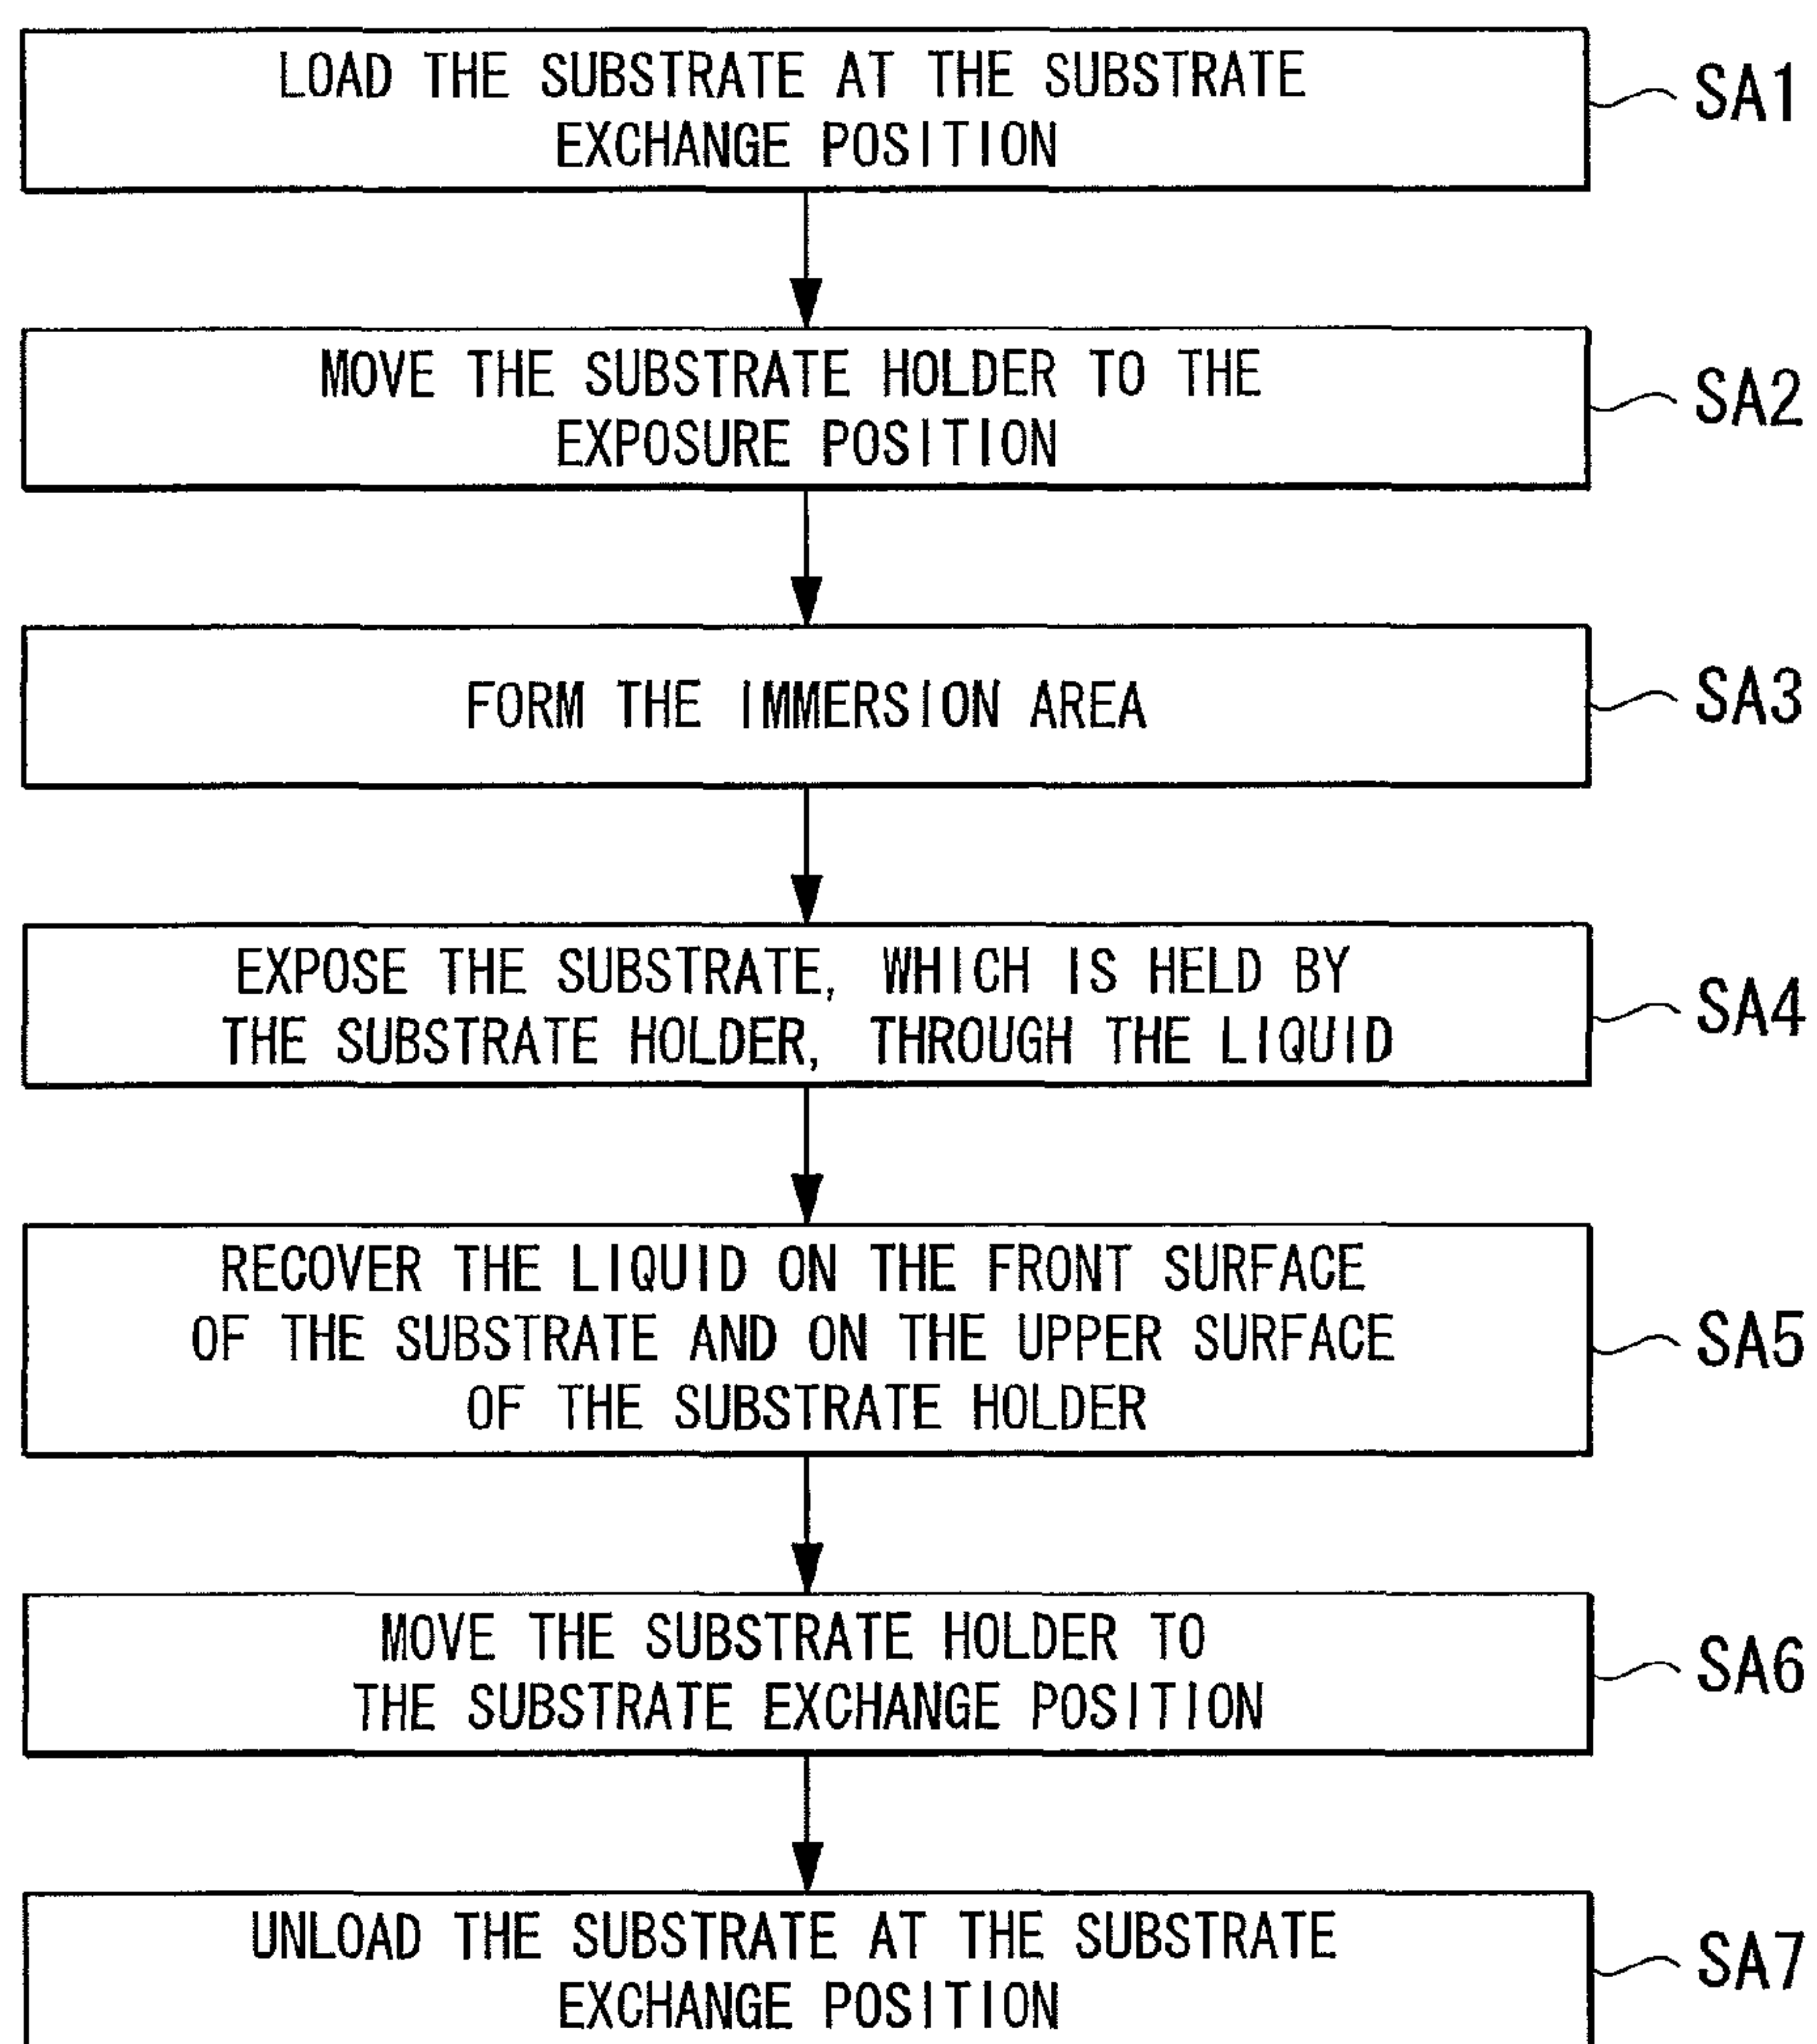 LOAD THE SUBSTRATE AT THE SUBSTRATE
EXCHANGE POSITION
SA1
MOVE THE SUBSTRATE HOLDER TO THE
EXPOSURE POSITION
SA2
FORM THE IMMERSION AREA
SA3
EXPOSE THE SUBSTRATE, WHICH IS HELD BY
THE SUBSTRATE HOLDER, THROUGH THE LIQUID
SA4
RECOVER THE LIQUID ON THE FRONT SURFACE
OF THE SUBSTRATE AND ON THE UPPER SURFACE
OF THE SUBSTRATE HOLDER
SA5
MOVE THE SUBSTRATE HOLDER TO
THE SUBSTRATE EXCHANGE POSITION
SA6
UNLOAD THE SUBSTRATE AT THE SUBSTRATE
EXCHANGE POSITION
SA7